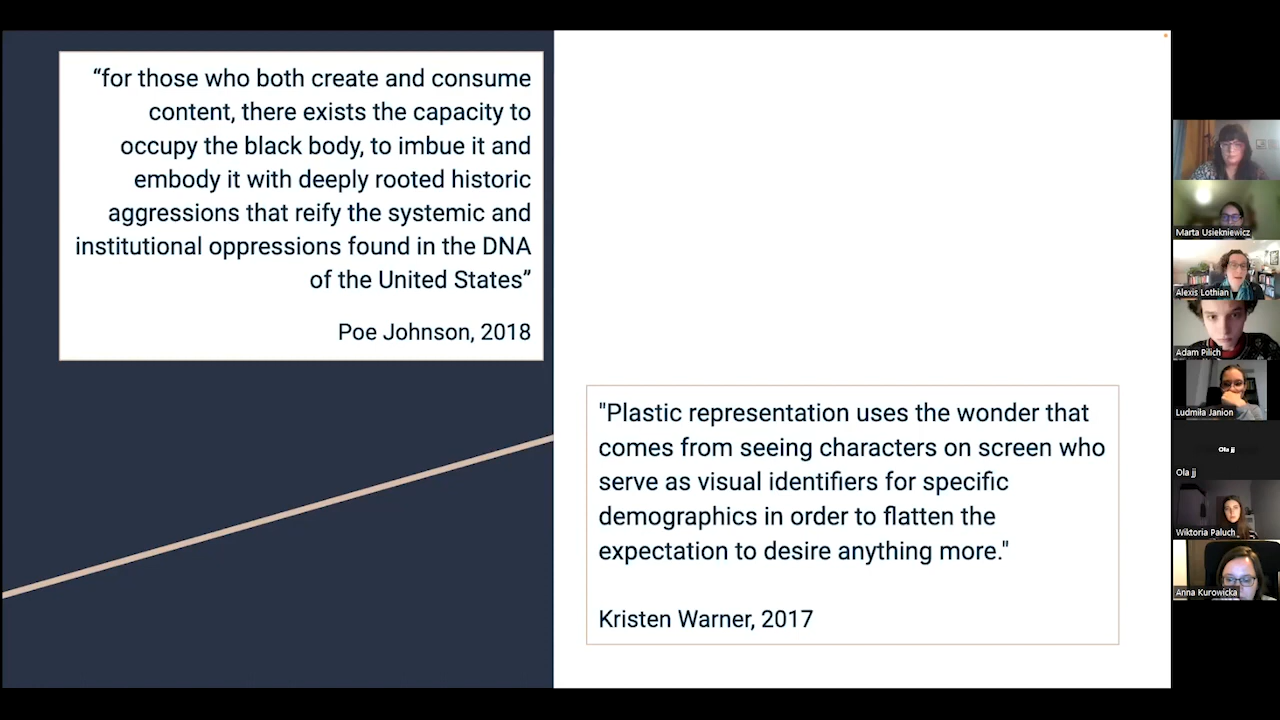 “for those who both create and consume
content, there exists the capacity to
occupy the black body, to imbue it and
embody it with deeply rooted historic
aggressions that reify the systemic and
institutional oppressions found in the DNA
of the United States”
Poe Johnson, 2018
"Plastic representation uses the wonder that
comes from seeing characters on screen who
serve as visual identifiers for specific
demographics in order to flatten the
expectation to desire anything more."
Kristen Warner, 2017
Marta Usiekniewicz
Alexis Lothian
Adam Pilich
Ludmiła Janion
Ola jj
Ola jj
Wiktoria Paluch
Anna Kurowicka